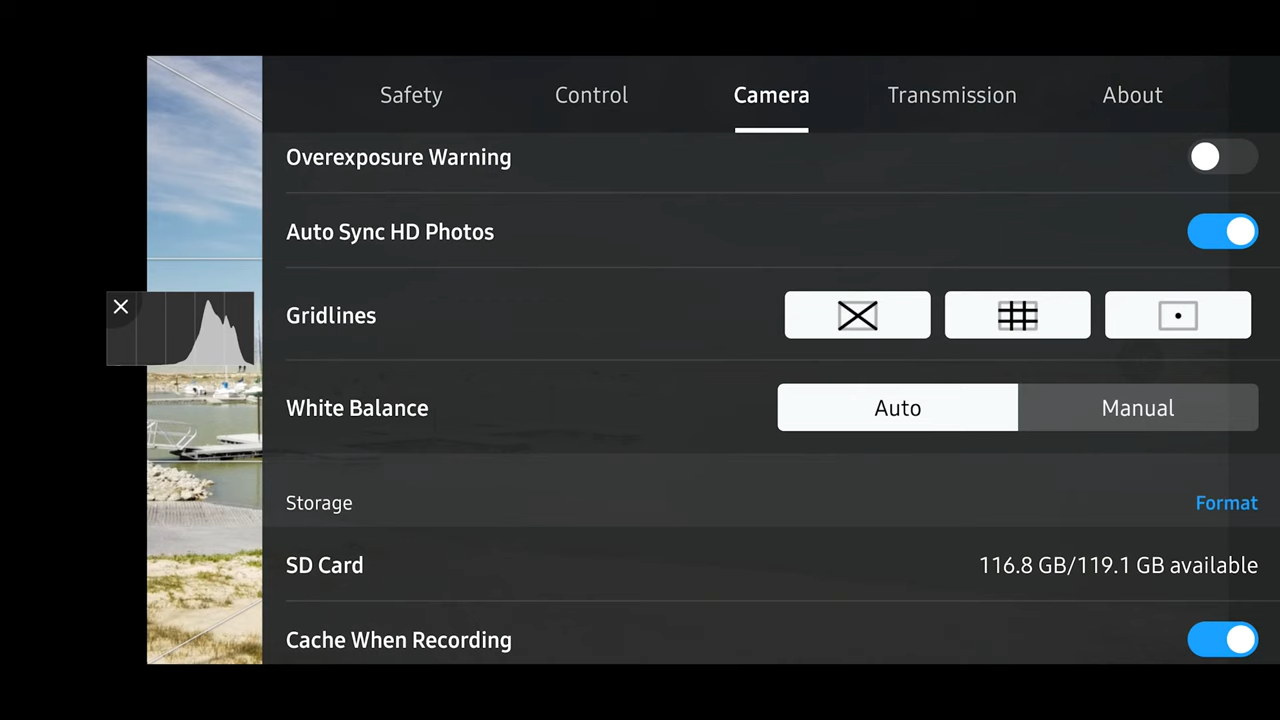 Safety Control Camera Transmission About
Overexposure Warning
Auto Sync HD Photos
Gridlines
White Balance Auto Manual
Storage Format
SD Card 116.8 GB/119.1 GB available
Cache When Recording